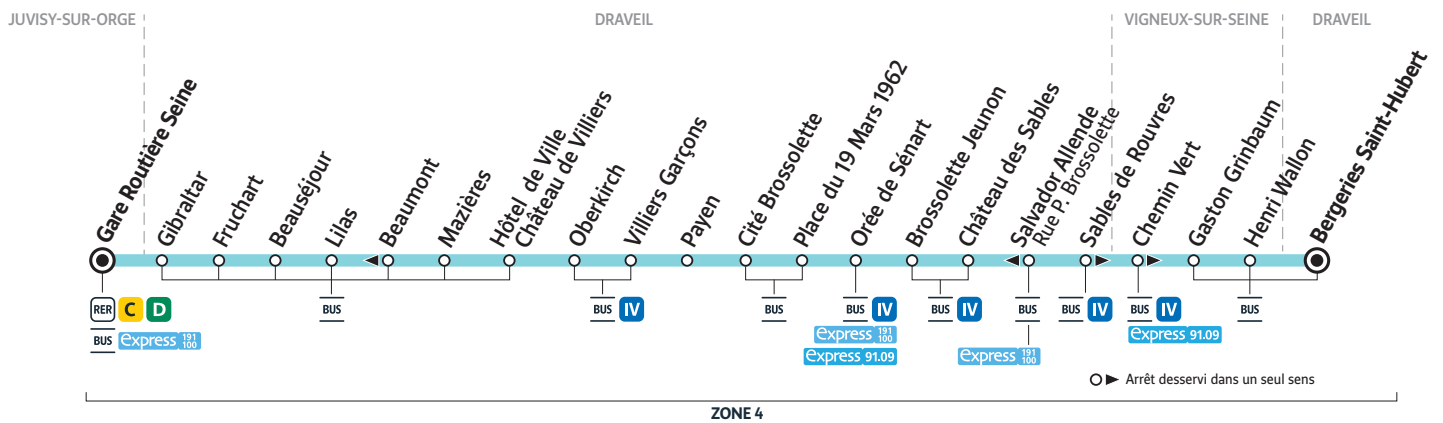 JUVISY-SUR-ORGE
DRAVEIL
VIGNEUX-SUR-SEINE
DRAVEIL
Gare Routière Seine
Gibraltar
Fruchart
Beauséjour
Lilas
Beaumont
Mazières
Hôtel de Ville
Château de Villiers
Oberkirch
Villiers Garçons
Payen
Cité Brossolette
Place du 19 Mars 1962
Orée de Sénart
Brossolette Jeunon
Château des Sables
Salvador Allende
Rue P. Brossolette
Sables de Rouvres
Chemin Vert
Gaston Grinbaum
Henri Wallon
Bergeries Saint-Hubert
RER C D
BUS express 191 100
BUS
BUS IV
BUS
BUS IV
express 191 100
express 91.09
BUS IV
BUS
express 191 100
BUS IV
BUS IV
express 91.09
BUS
Arrêt desservi dans un seul sens
ZONE 4